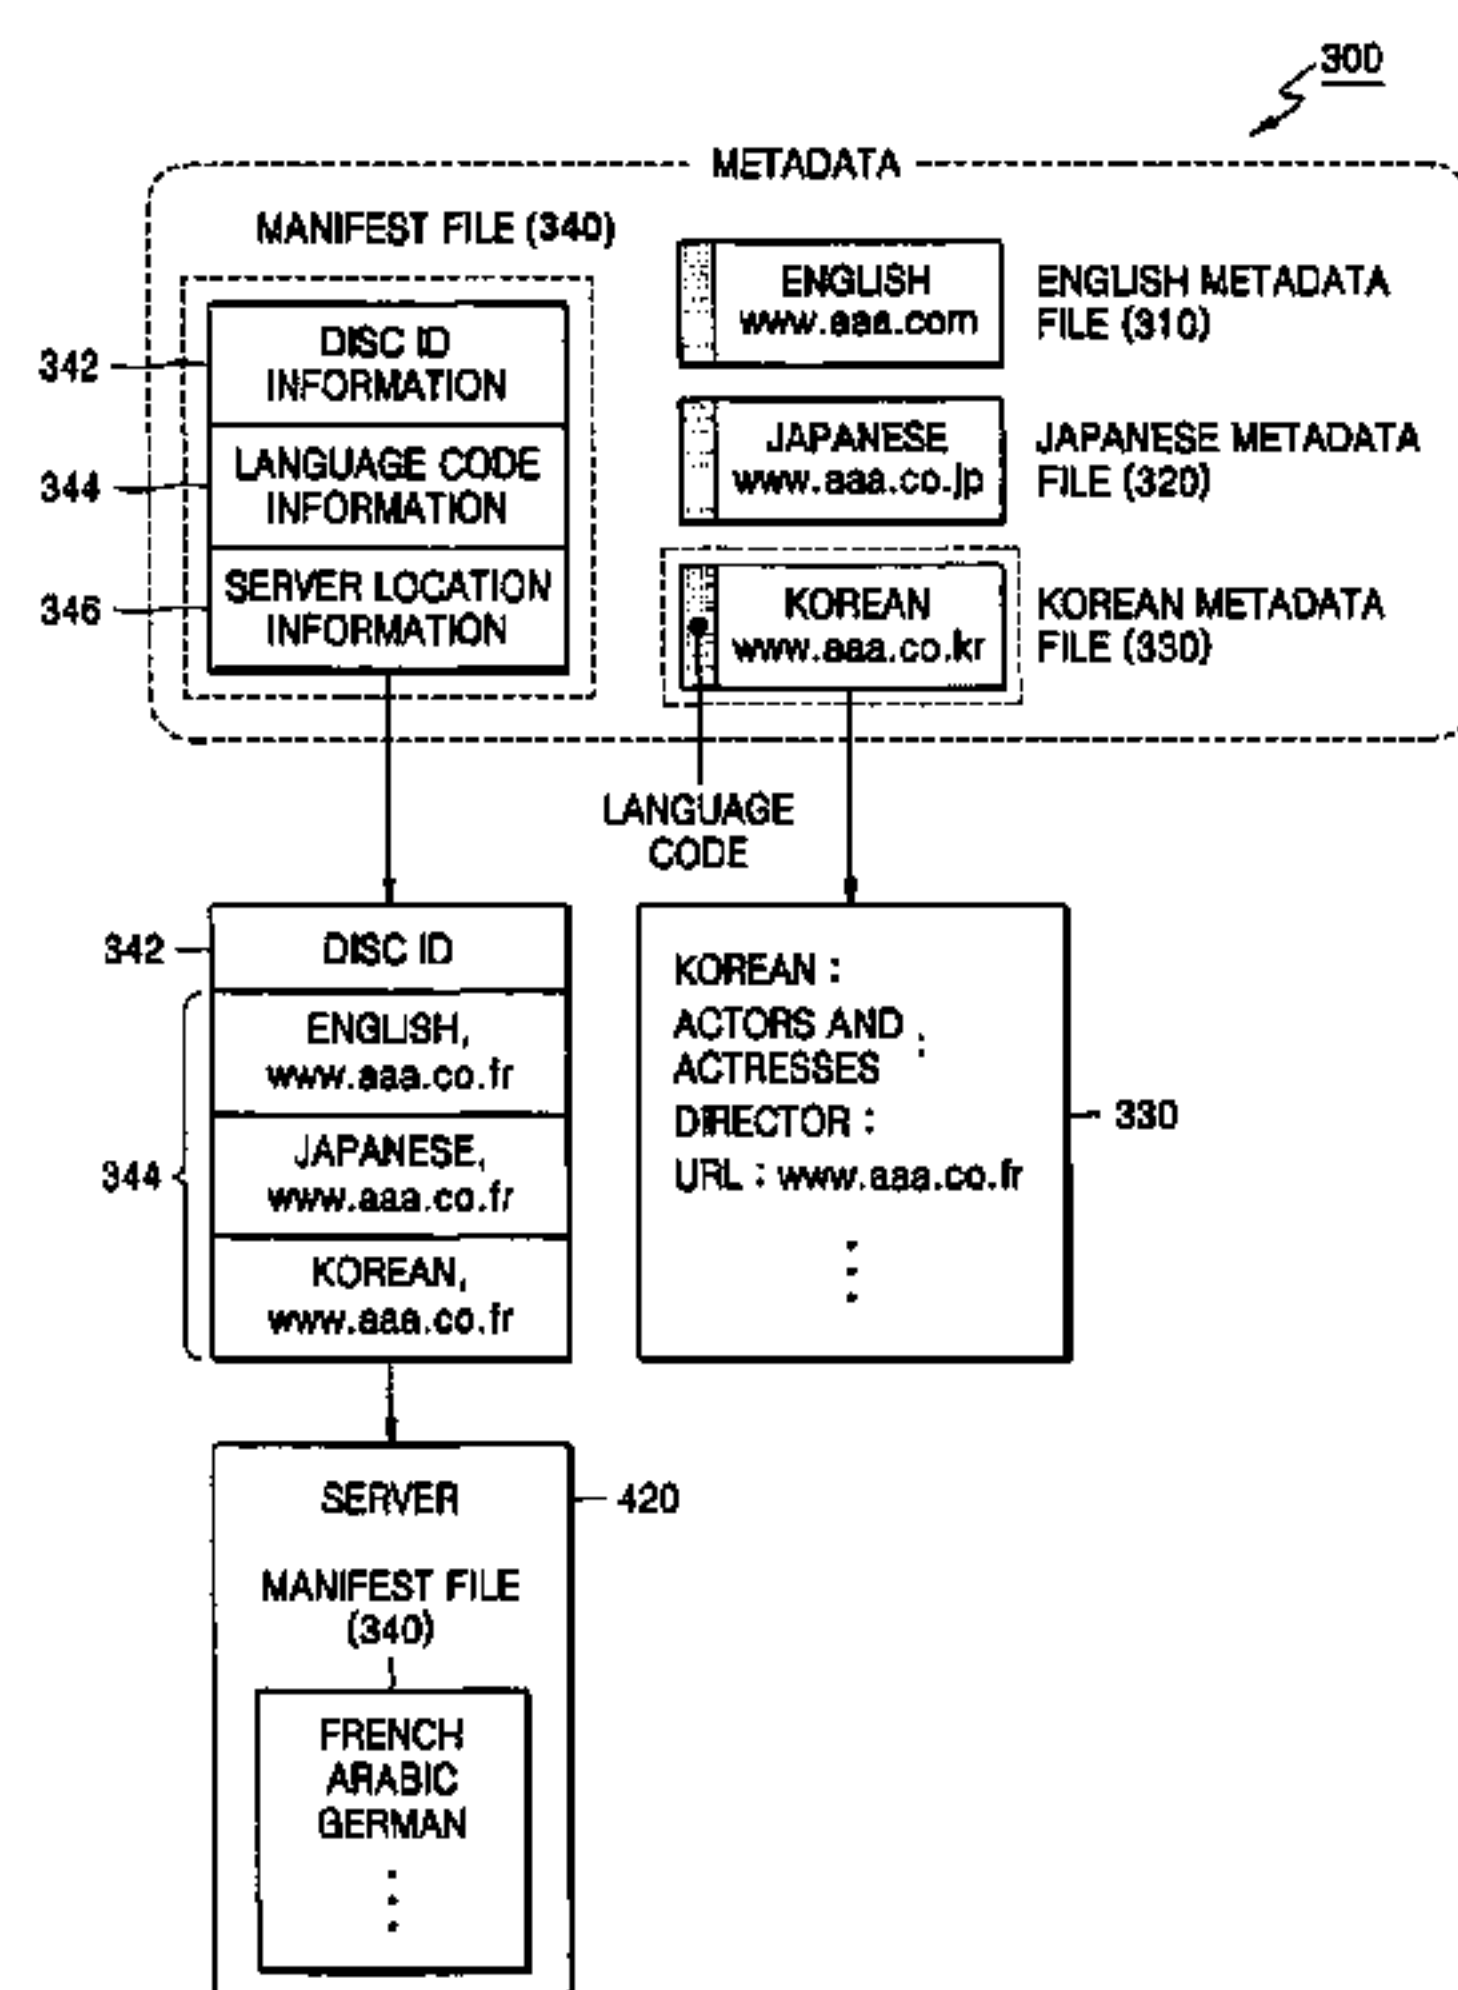 300
METADATA
MANIFEST FILE (340)
342
DISC ID
INFORMATION
344
LANGUAGE CODE
INFORMATION
346
SERVER LOCATION
INFORMATION
ENGLISH
www.aaa.com
ENGLISH METADATA
FILE (310)
JAPANESE
www.aaa.co.jp
JAPANESE METADATA
FILE (320)
KOREAN
www.aaa.co.kr
KOREAN METADATA
FILE (330)
LANGUAGE
CODE
342
DISC ID
344
ENGLISH,
www.aaa.co.fr
JAPANESE,
www.aaa.co.fr
KOREAN,
www.aaa.co.fr
KOREAN :
ACTORS AND :
ACTRESSES
DIRECTOR :
URL : www.aaa.co.fr
330
SERVER
420
MANIFEST FILE
(340)
FRENCH
ARABIC
GERMAN